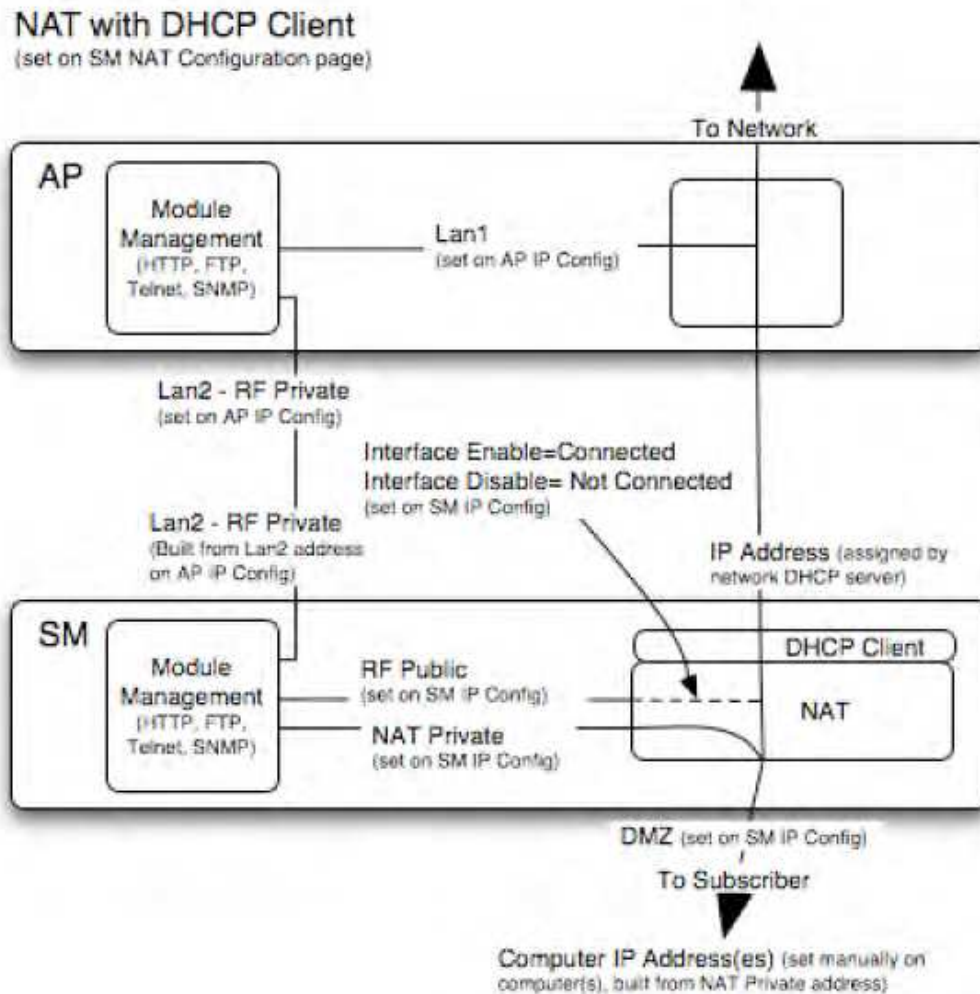 NAT with DHCP Client
(set on SM NAT Configuration page)
To Network
AP
Module
Management
(HTTP, FTP,
Telnet, SNMP)
Lan1
(set on AP IP Config)
Lan2 - RF Private
(set on AP IP Config)
Interface Enable=Connected
Interface Disable= Not Connected
(set on SM IP Config)
Lan2 - RF Private
(Built from Lan2 address
on AP IP Config)
IP Address (assigned by
network DHCP server)
SM
Module
Management
(HTTP, FTP,
Telnet, SNMP)
RF Public
(set on SM IP Config)
NAT Private
(set on SM IP Config)
DHCP Client
NAT
DMZ (set on SM IP Config)
To Subscriber
Computer IP Address(es) (set manually on
computer(s), built from NAT Private address)